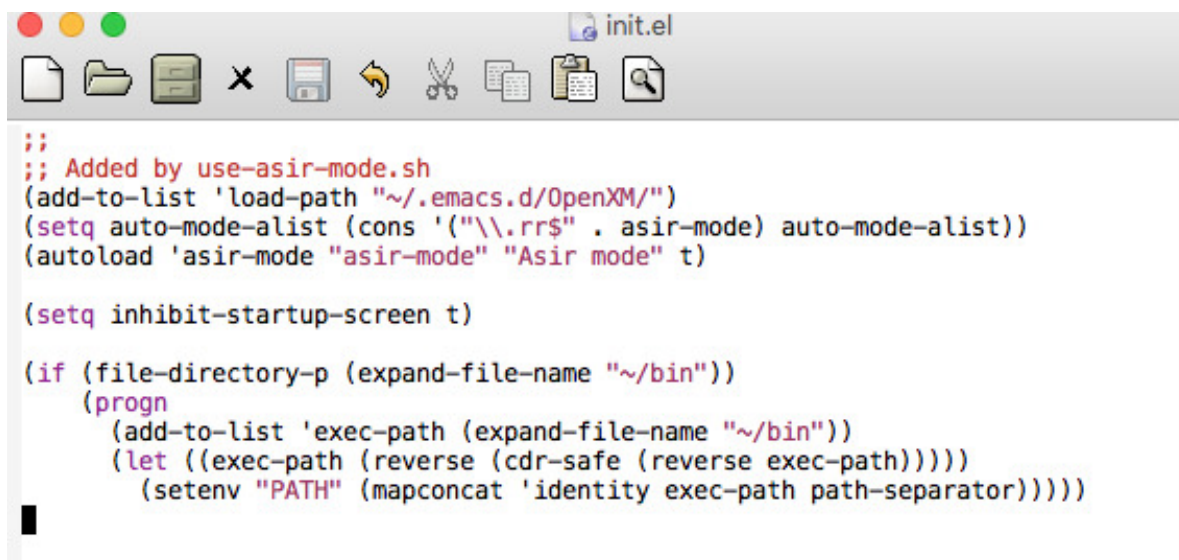 init.el
;;
;; Added by use-asir-mode.sh
(add-to-list 'load-path "~/.emacs.d/OpenXM/")
(setq auto-mode-alist (cons '("\\.rr$" . asir-mode) auto-mode-alist))
(autoload 'asir-mode "asir-mode" "Asir mode" t)
(setq inhibit-startup-screen t)
(if (file-directory-p (expand-file-name "~/bin"))
    (progn
      (add-to-list 'exec-path (expand-file-name "~/bin"))
      (let ((exec-path (reverse (cdr-safe (reverse exec-path)))))
        (setenv "PATH" (mapconcat 'identity exec-path path-separator)))))